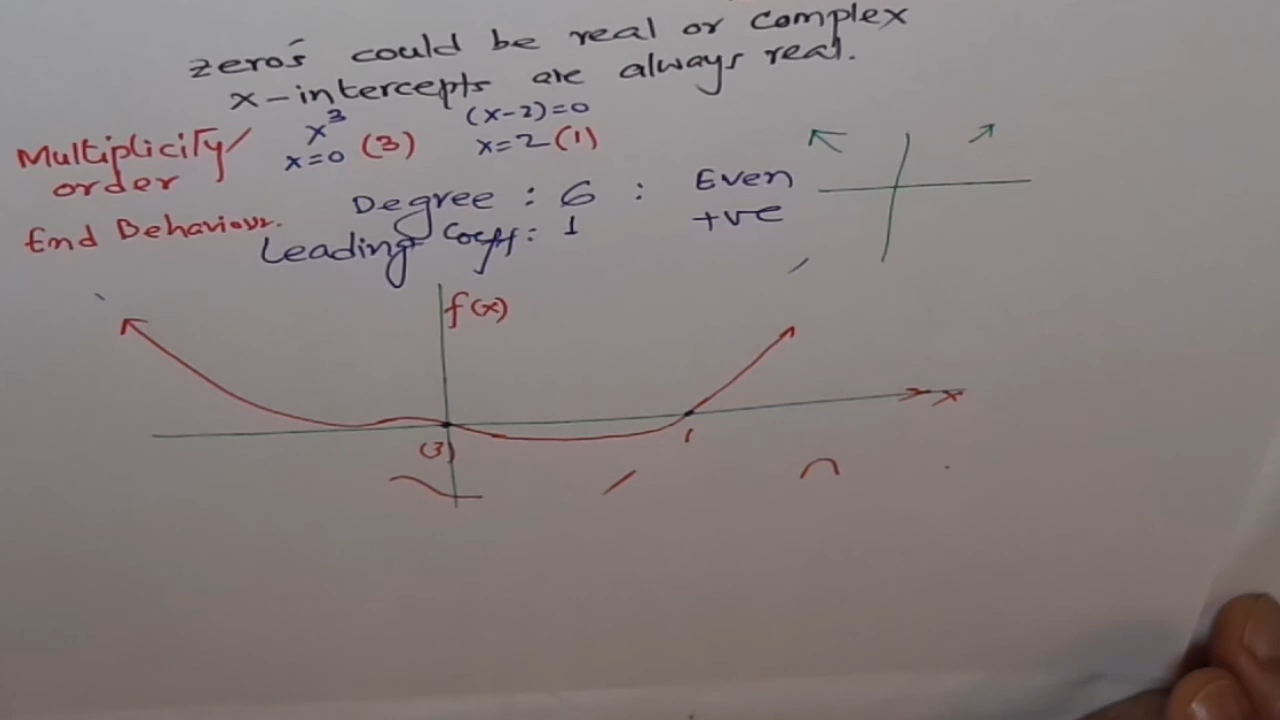 zero's could be real or complex
x-intercepts are always real.
Multiplicity/ x³ (x-2)=0
order x=0 (3) x=2 (1)
Degree : 6 : Even
End Behaviour. Leading Coeff: 1 +ve
f(x)
x
(3) 1